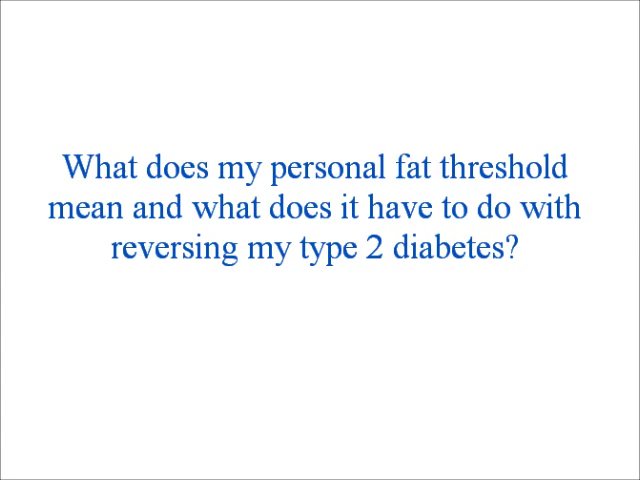 What does my personal fat threshold
mean and what does it have to do with
reversing my type 2 diabetes?